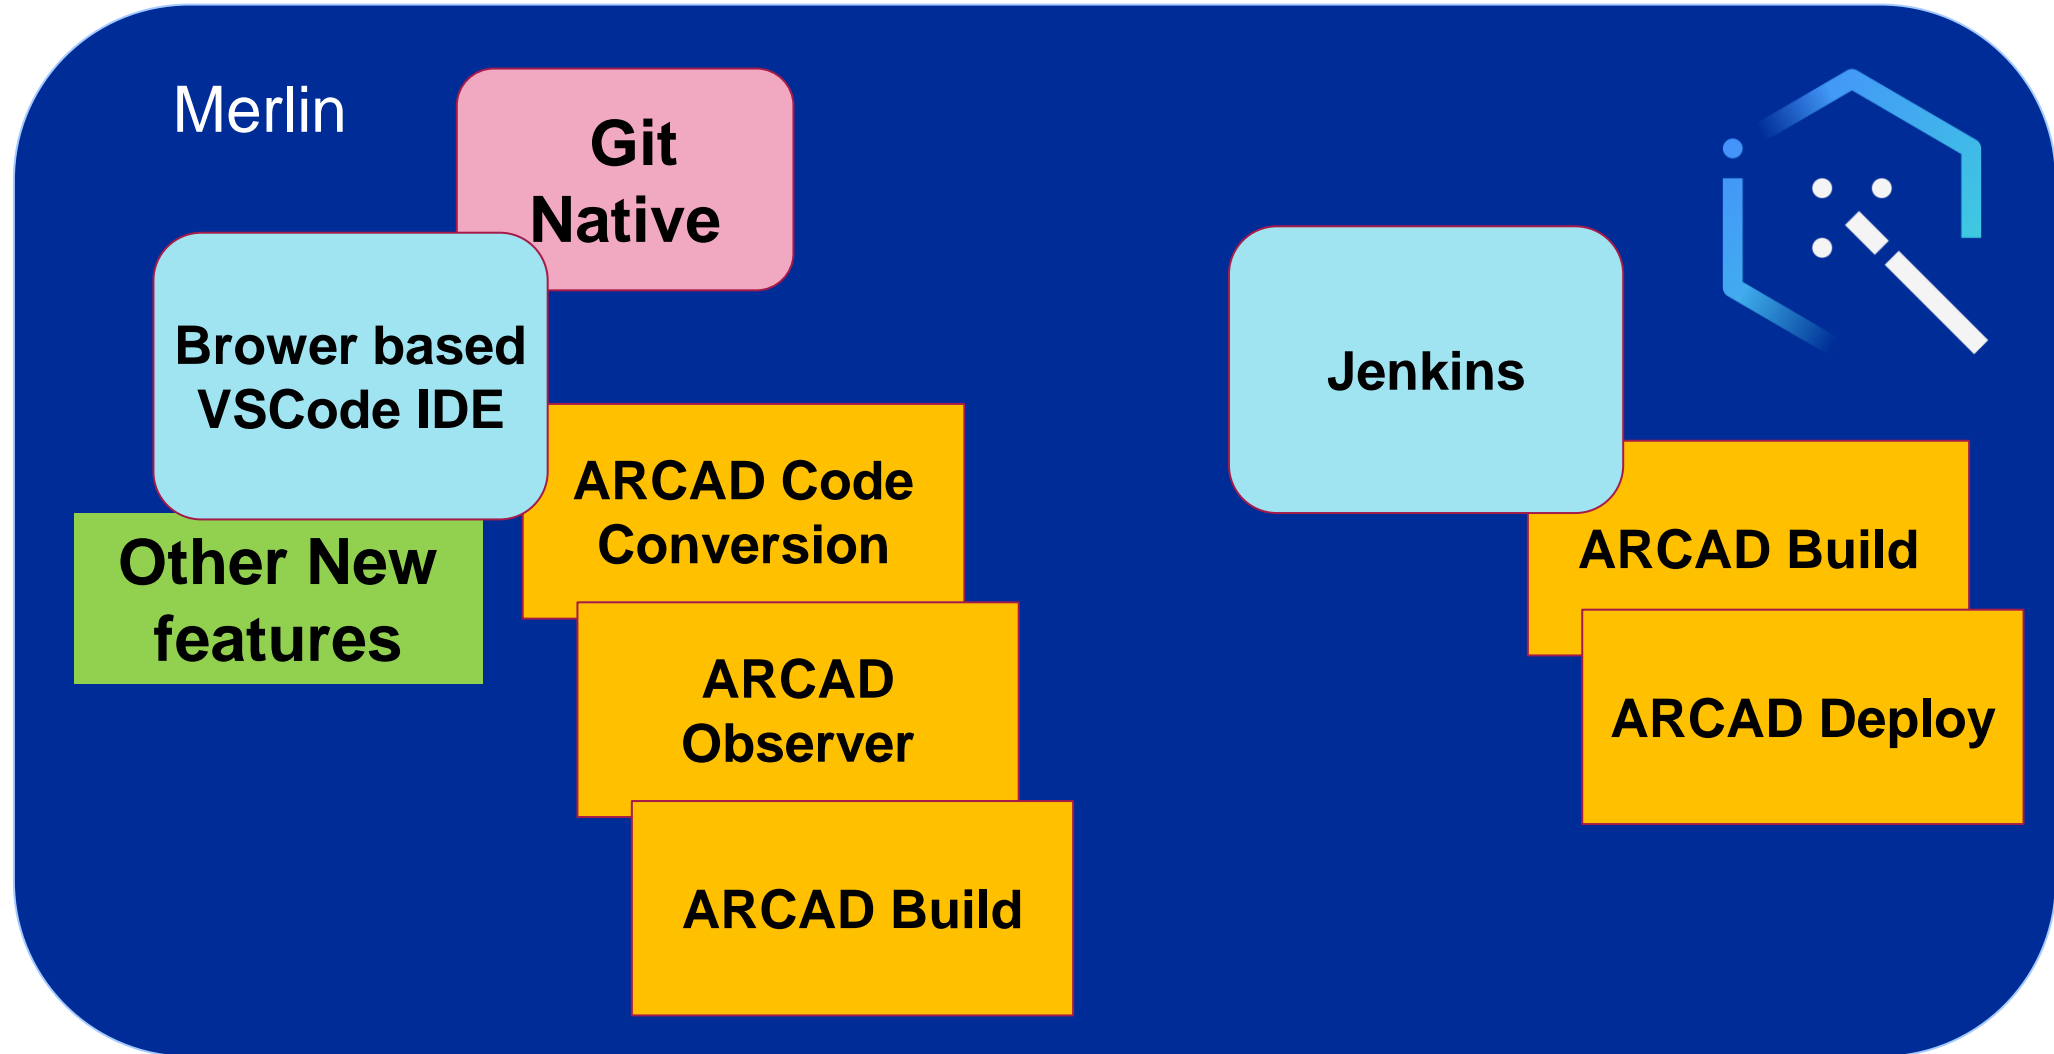 Merlin
Git
Native
Brower based
VSCode IDE
Other New
features
ARCAD Code
Conversion
ARCAD
Observer
ARCAD Build
Jenkins
ARCAD Build
ARCAD Deploy